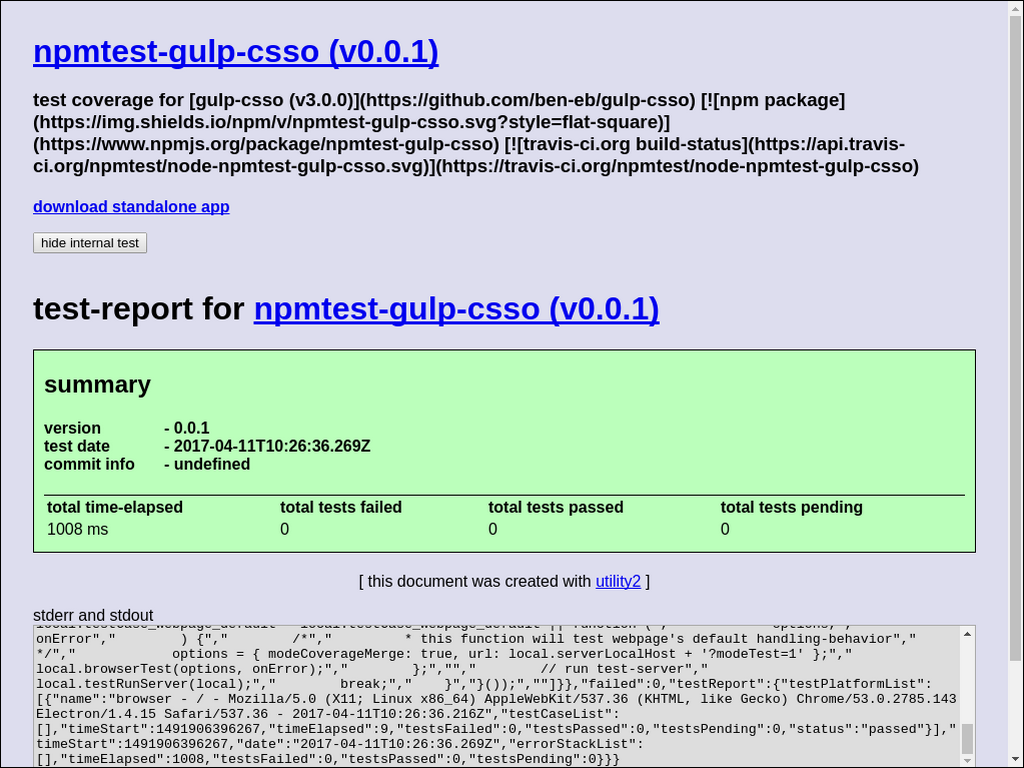 npmtest-gulp-csso (v0.0.1)
test coverage for [gulp-csso (v3.0.0)](https://github.com/ben-eb/gulp-csso) [![npm package]
(https://img.shields.io/npm/v/npmtest-gulp-csso.svg?style=flat-square)]
(https://www.npmjs.org/package/npmtest-gulp-csso) [![travis-ci.org build-status](https://api.travis-
ci.org/npmtest/node-npmtest-gulp-csso.svg)](https://travis-ci.org/npmtest/node-npmtest-gulp-csso)
download standalone app
hide internal test
test-report for npmtest-gulp-csso (v0.0.1)
summary
version - 0.0.1
test date - 2017-04-11T10:26:36.269Z
commit info - undefined
total time-elapsed total tests failed total tests passed total tests pending
1008 ms 0 0 0
[ this document was created with utility2 ]
stderr and stdout
local.testCase_webpage_default = local.testCase_webpage_default || function (","            options,","
onError","        ) {","        /*","         * this function will test webpage's default handling-behavior","
*/","            options = { modeCoverageMerge: true, url: local.serverLocalHost + '?modeTest=1' };","
local.browserTest(options, onError);","        };","","        // run test-server","
local.testRunServer(local);","        break;","    }","}());",""]}},"failed":0,"testReport":{"testPlatformList":
[{"name":"browser - / - Mozilla/5.0 (X11; Linux x86_64) AppleWebKit/537.36 (KHTML, like Gecko) Chrome/53.0.2785.143
Electron/1.4.15 Safari/537.36 - 2017-04-11T10:26:36.216Z","testCaseList":
[],"timeStart":1491906396267,"timeElapsed":9,"testsFailed":0,"testsPassed":0,"testsPending":0,"status":"passed"}],"
timeStart":1491906396267,"date":"2017-04-11T10:26:36.269Z","errorStackList":
[],"timeElapsed":1008,"testsFailed":0,"testsPassed":0,"testsPending":0}}}